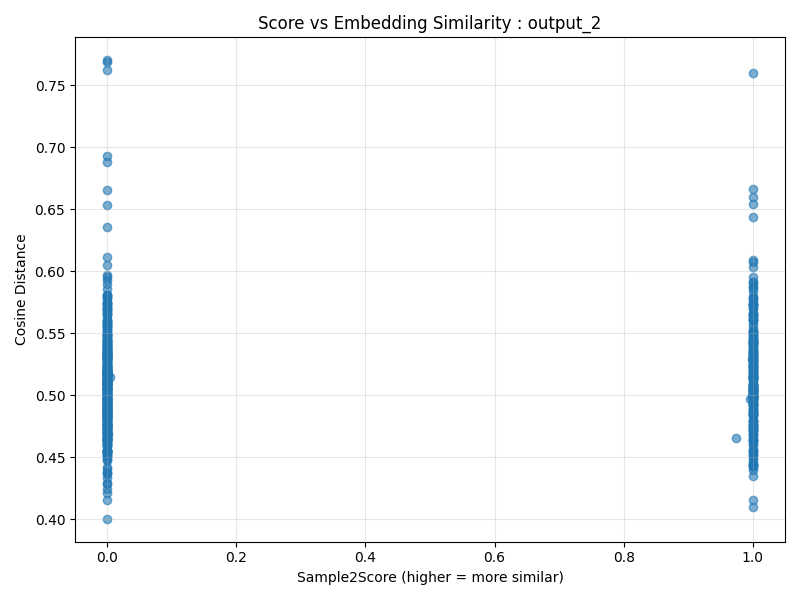 Score vs Embedding Similarity : output_2
Cosine Distance
0.75
0.70
0.65
0.60
0.55
0.50
0.45
0.40
0.0 0.2 0.4 0.6 0.8 1.0
Sample2Score (higher = more similar)